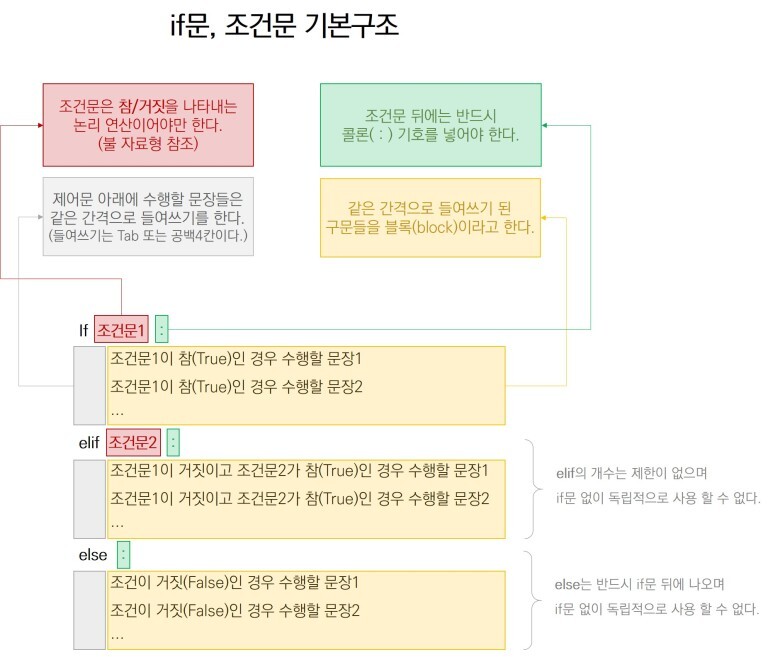 if문, 조건문 기본구조
조건문은 참/거짓을 나타내는
논리 연산이어야만 한다.
(불 자료형 참조)
조건문 뒤에는 반드시
콜론( : ) 기호를 넣어야 한다.
제어문 아래에 수행할 문장들은
같은 간격으로 들여쓰기를 한다.
(들여쓰기는 Tab 또는 공백4칸이다.)
같은 간격으로 들여쓰기 된
구문들을 블록(block)이라고 한다.
If 조건문1 :
조건문1이 참(True)인 경우 수행할 문장1
조건문1이 참(True)인 경우 수행할 문장2
...
elif 조건문2 :
조건문1이 거짓이고 조건문2가 참(True)인 경우 수행할 문장1
조건문1이 거짓이고 조건문2가 참(True)인 경우 수행할 문장2
...
elif의 개수는 제한이 없으며
if문 없이 독립적으로 사용 할 수 없다.
else :
조건이 거짓(False)인 경우 수행할 문장1
조건이 거짓(False)인 경우 수행할 문장2
...
else는 반드시 if문 뒤에 나오며
if문 없이 독립적으로 사용 할 수 없다.